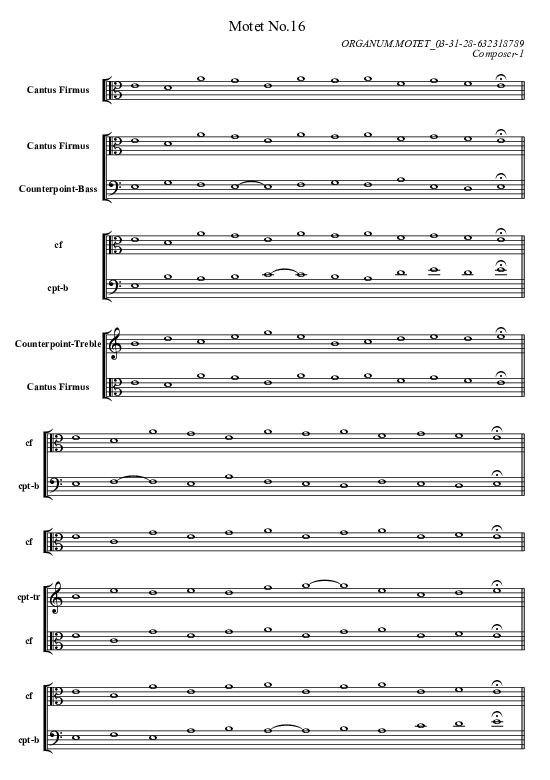 Motet No.16
ORGANUM.MOTET_03-31-28-632318789
Composer-1
Cantus Firmus
Cantus Firmus
Counterpoint-Bass
cf
cpt-b
Counterpoint-Treble
Cantus Firmus
cf
cpt-b
cf
cpt-tr
cf
cf
cpt-b